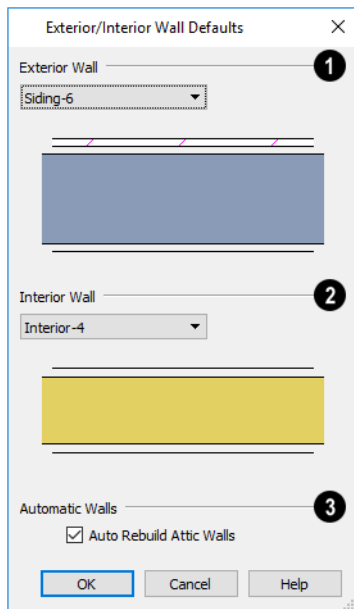 Exterior/Interior Wall Defaults
Exterior Wall
1
Siding-6
Interior Wall
2
Interior-4
Automatic Walls
3
Auto Rebuild Attic Walls
OK Cancel Help